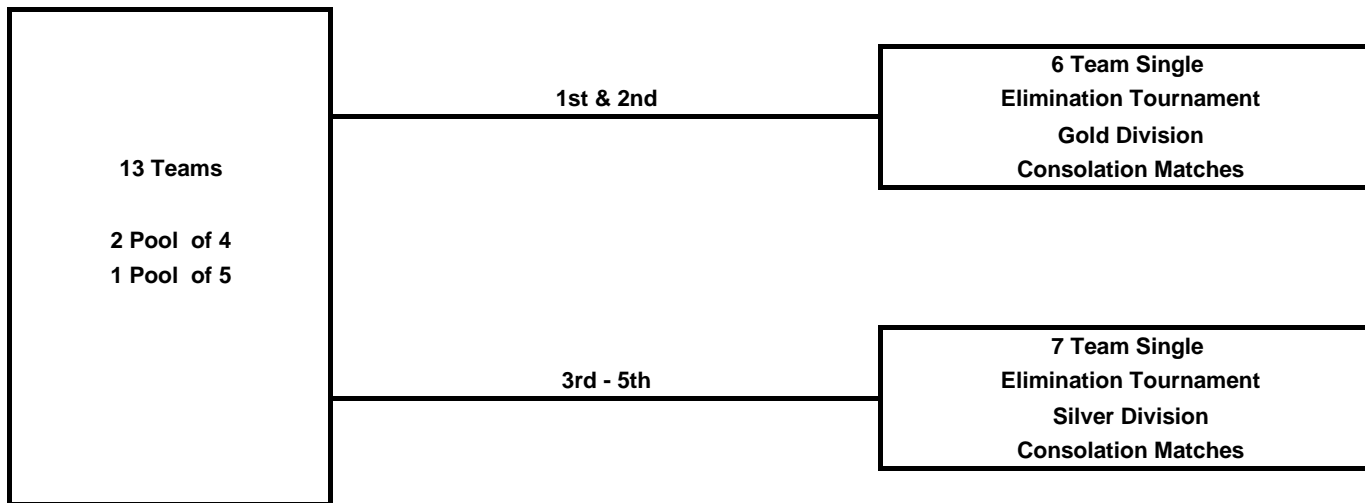 13 Teams
2 Pool of 4
1 Pool of 5
1st & 2nd
6 Team Single
Elimination Tournament
Gold Division
Consolation Matches
3rd - 5th
7 Team Single
Elimination Tournament
Silver Division
Consolation Matches